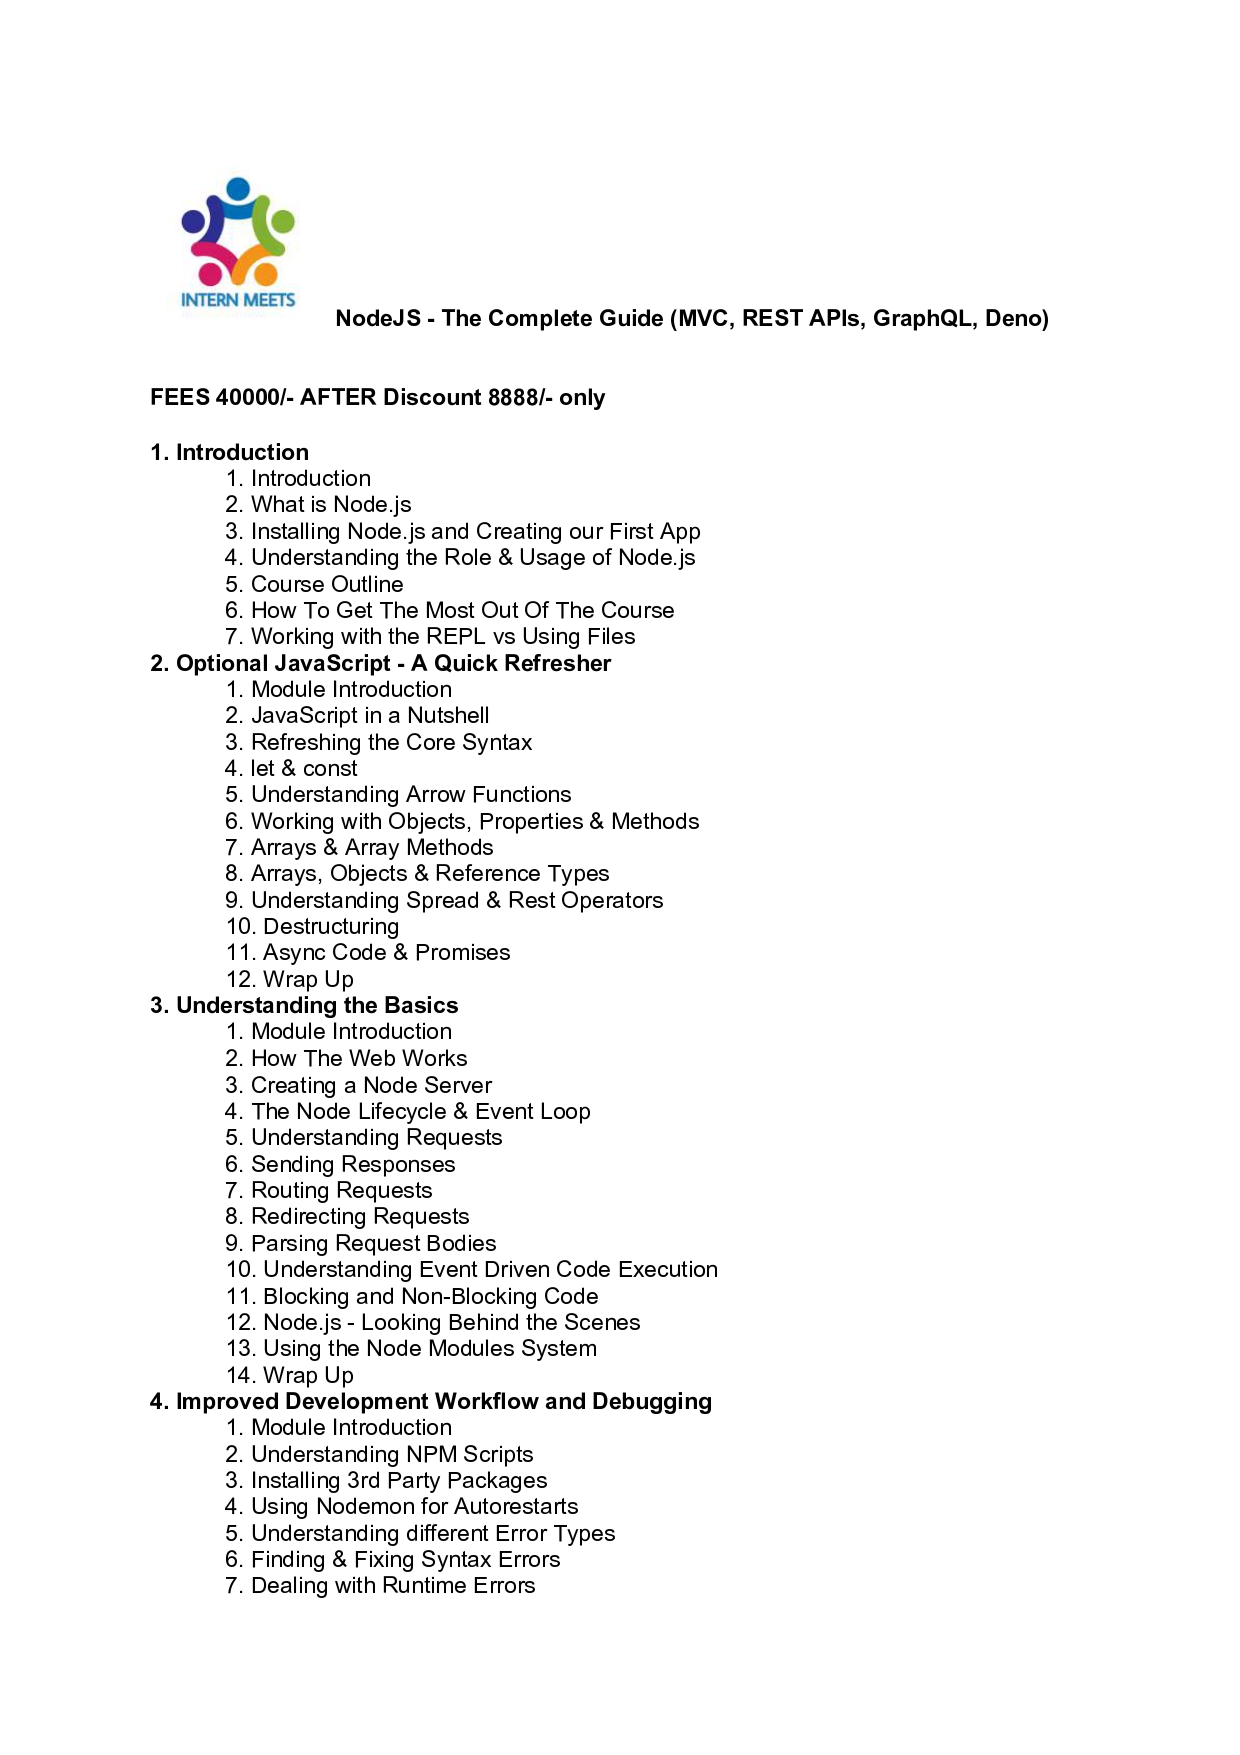 INTERN MEETS
NodeJS - The Complete Guide (MVC, REST APIs, GraphQL, Deno)
FEES 40000/- AFTER Discount 8888/- only
1. Introduction
1. Introduction
2. What is Node.js
3. Installing Node.js and Creating our First App
4. Understanding the Role & Usage of Node.js
5. Course Outline
6. How To Get The Most Out Of The Course
7. Working with the REPL vs Using Files
2. Optional JavaScript - A Quick Refresher
1. Module Introduction
2. JavaScript in a Nutshell
3. Refreshing the Core Syntax
4. let & const
5. Understanding Arrow Functions
6. Working with Objects, Properties & Methods
7. Arrays & Array Methods
8. Arrays, Objects & Reference Types
9. Understanding Spread & Rest Operators
10. Destructuring
11. Async Code & Promises
12. Wrap Up
3. Understanding the Basics
1. Module Introduction
2. How The Web Works
3. Creating a Node Server
4. The Node Lifecycle & Event Loop
5. Understanding Requests
6. Sending Responses
7. Routing Requests
8. Redirecting Requests
9. Parsing Request Bodies
10. Understanding Event Driven Code Execution
11. Blocking and Non-Blocking Code
12. Node.js - Looking Behind the Scenes
13. Using the Node Modules System
14. Wrap Up
4. Improved Development Workflow and Debugging
1. Module Introduction
2. Understanding NPM Scripts
3. Installing 3rd Party Packages
4. Using Nodemon for Autorestarts
5. Understanding different Error Types
6. Finding & Fixing Syntax Errors
7. Dealing with Runtime Errors